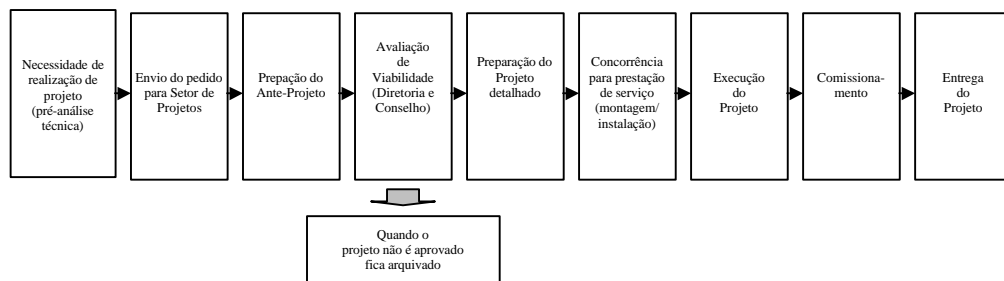 Necessidade de
realização de
projeto
(pré-análise
técnica)
Envio do pedido
para Setor de
Projetos
Prepação do
Ante-Projeto
Avaliação
de
Viabilidade
(Diretoria e
Conselho)
Preparação do
Projeto
detalhado
Concorrência
para prestação
de serviço
(montagem/
instalação)
Execução
do
Projeto
Comissiona-
mento
Entrega
do
Projeto
Quando o
projeto não é aprovado
fica arquivado